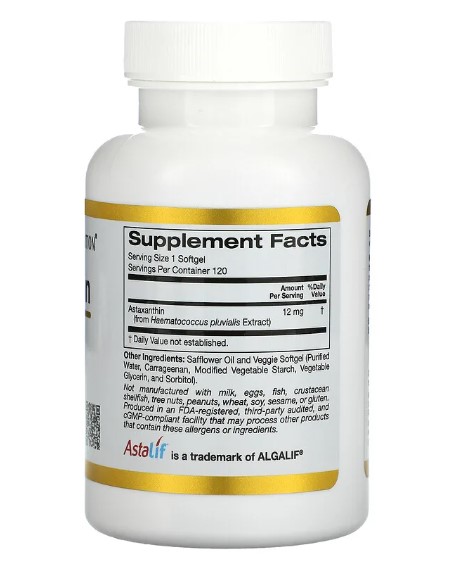 Supplement Facts
Serving Size 1 Softgel
Servings Per Container 120
Amount %Daily
Per Serving Value
Astaxanthin 12 mg †
(from Haematococcus pluvialis Extract)
† Daily Value not established.
Other Ingredients: Safflower Oil and Veggie Softgel (Purified
Water, Carrageenan, Modified Vegetable Starch, Vegetable
Glycerin, and Sorbitol).
Not manufactured with milk, eggs, fish, crustacean
shellfish, tree nuts, peanuts, wheat, soy, sesame, or gluten.
Produced in an FDA-registered, third-party audited, and
cGMP-compliant facility that may process other products
that contain these allergens or ingredients.
AstaLif is a trademark of ALGALIF®